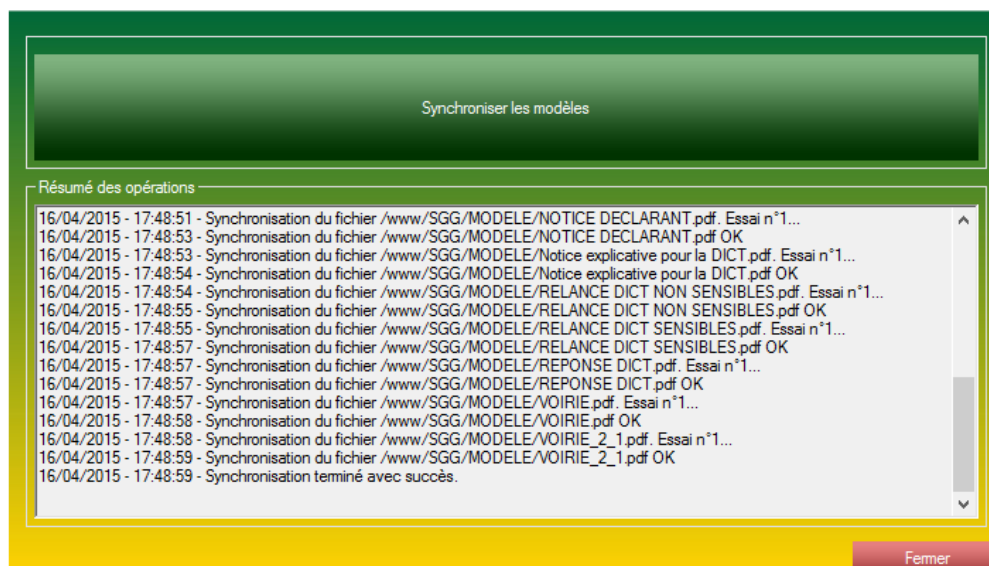 Synchroniser les modèles
Résumé des opérations
16/04/2015 - 17:48:51 - Synchronisation du fichier /www/SGG/MODELE/NOTICE DECLARANT.pdf. Essai n°1...
16/04/2015 - 17:48:53 - Synchronisation du fichier /www/SGG/MODELE/NOTICE DECLARANT.pdf OK
16/04/2015 - 17:48:53 - Synchronisation du fichier /www/SGG/MODELE/Notice explicative pour la DICT.pdf. Essai n°1...
16/04/2015 - 17:48:54 - Synchronisation du fichier /www/SGG/MODELE/Notice explicative pour la DICT.pdf OK
16/04/2015 - 17:48:54 - Synchronisation du fichier /www/SGG/MODELE/RELANCE DICT NON SENSIBLES.pdf. Essai n°1...
16/04/2015 - 17:48:55 - Synchronisation du fichier /www/SGG/MODELE/RELANCE DICT NON SENSIBLES.pdf OK
16/04/2015 - 17:48:55 - Synchronisation du fichier /www/SGG/MODELE/RELANCE DICT SENSIBLES.pdf. Essai n°1...
16/04/2015 - 17:48:57 - Synchronisation du fichier /www/SGG/MODELE/RELANCE DICT SENSIBLES.pdf OK
16/04/2015 - 17:48:57 - Synchronisation du fichier /www/SGG/MODELE/REPONSE DICT.pdf. Essai n°1...
16/04/2015 - 17:48:57 - Synchronisation du fichier /www/SGG/MODELE/REPONSE DICT.pdf OK
16/04/2015 - 17:48:57 - Synchronisation du fichier /www/SGG/MODELE/VOIRIE.pdf. Essai n°1...
16/04/2015 - 17:48:58 - Synchronisation du fichier /www/SGG/MODELE/VOIRIE.pdf OK
16/04/2015 - 17:48:58 - Synchronisation du fichier /www/SGG/MODELE/VOIRIE_2_1.pdf. Essai n°1...
16/04/2015 - 17:48:59 - Synchronisation du fichier /www/SGG/MODELE/VOIRIE_2_1.pdf OK
16/04/2015 - 17:48:59 - Synchronisation terminé avec succès.
Fermer